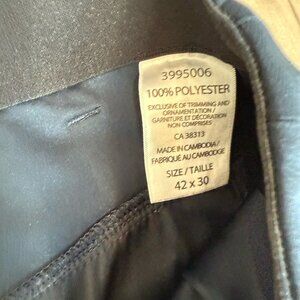 3995006
100% POLYESTER
EXCLUSIVE OF TRIMMING AND
ORNAMENTATION/
GARNITURE ET DÉCORATION
NON COMPRISES
CA 38313
MADE IN CAMBODIA/
FABRIQUÉ AU CAMBODGE
SIZE / TAILLE
42 x 30